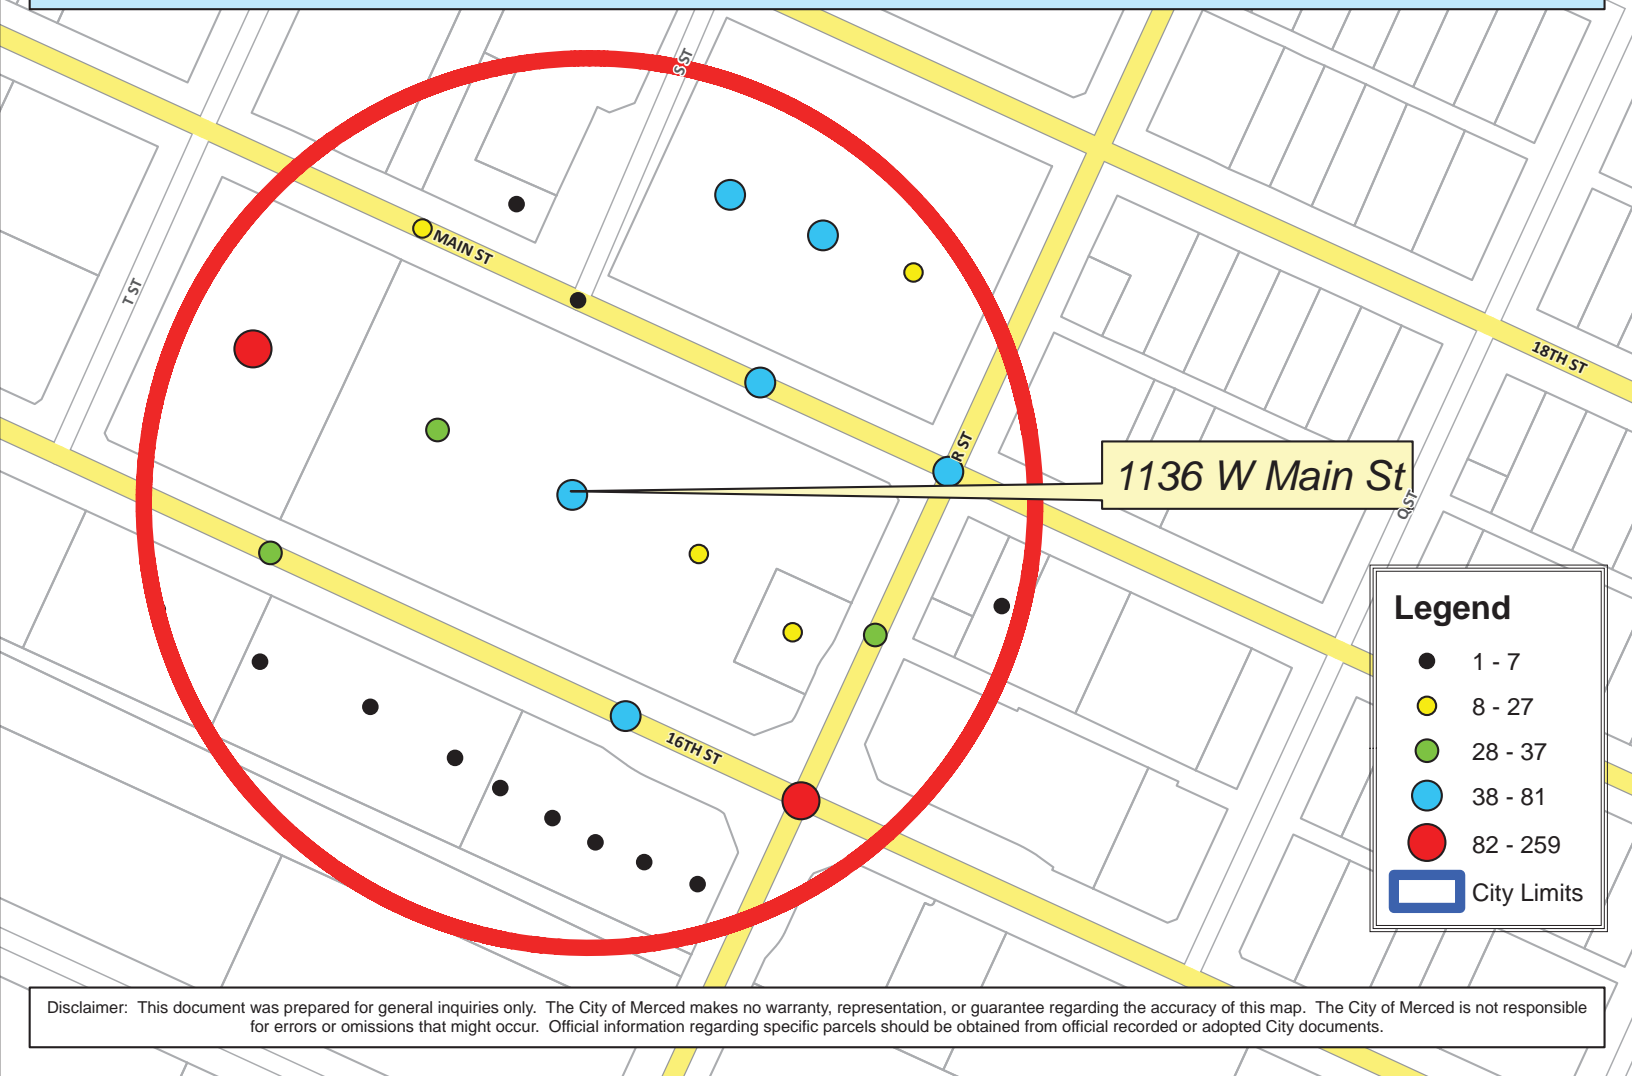 S ST
MAIN ST
T ST
18TH ST
R ST
1136 W Main St
Q ST
16TH ST
Legend
1 - 7
8 - 27
28 - 37
38 - 81
82 - 259
City Limits
Disclaimer:  This document was prepared for general inquiries only.  The City of Merced makes no warranty, representation, or guarantee regarding the accuracy of this map.  The City of Merced is not responsible
for errors or omissions that might occur.  Official information regarding specific parcels should be obtained from official recorded or adopted City documents.